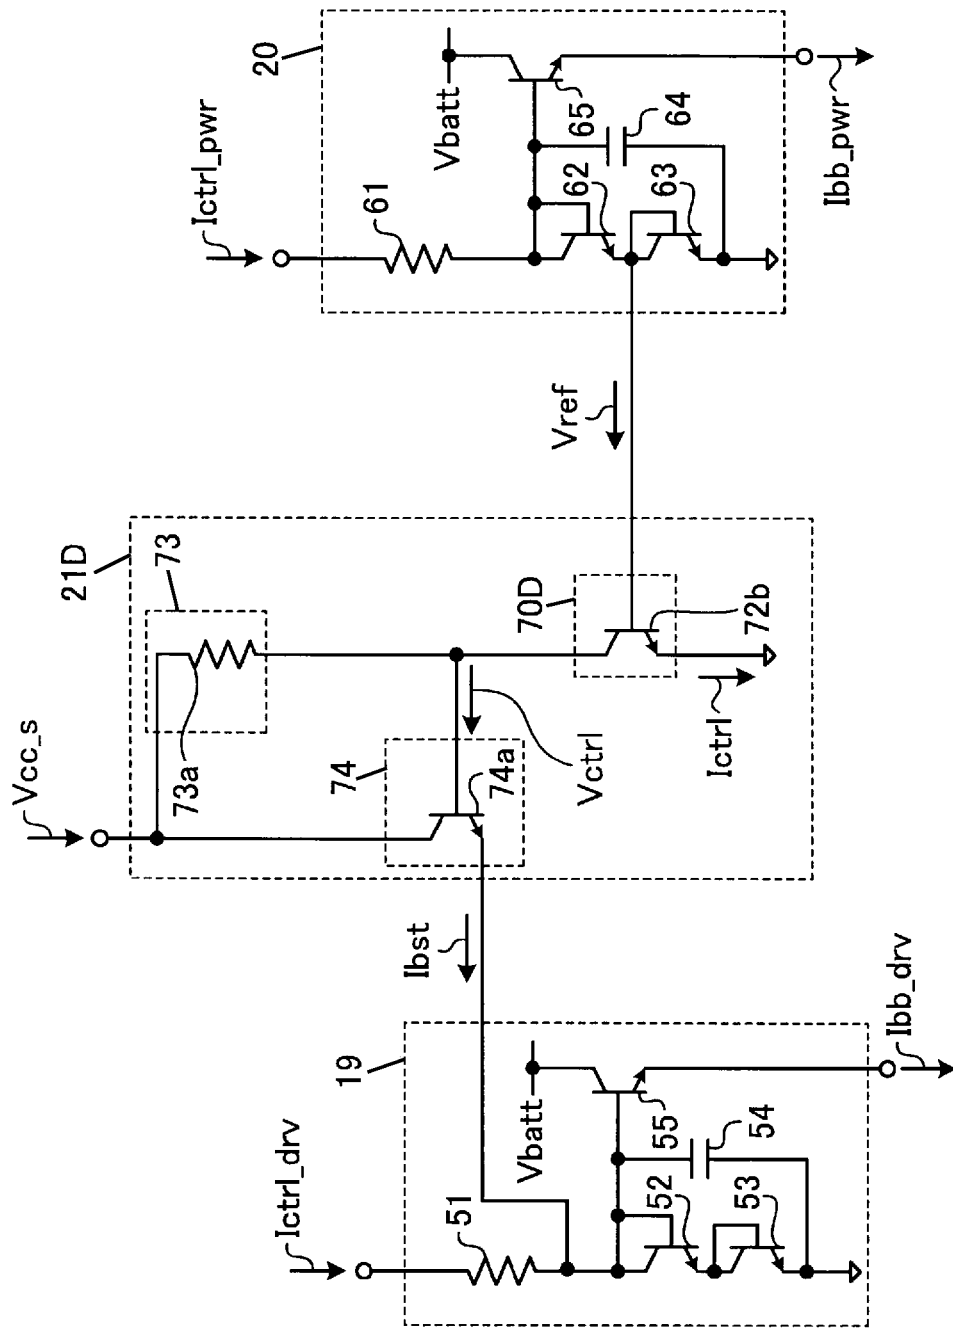 Ictrl_pwr
20
61
Vbatt
65
62
64
63
Ibb_pwr
Vref
Vcc_s
21D
73
73a
74
74a
Vctrl
70D
72b
Ictrl
Ibst
Ictrl_drv
19
51
Vbatt
55
52
54
53
Ibb_drv